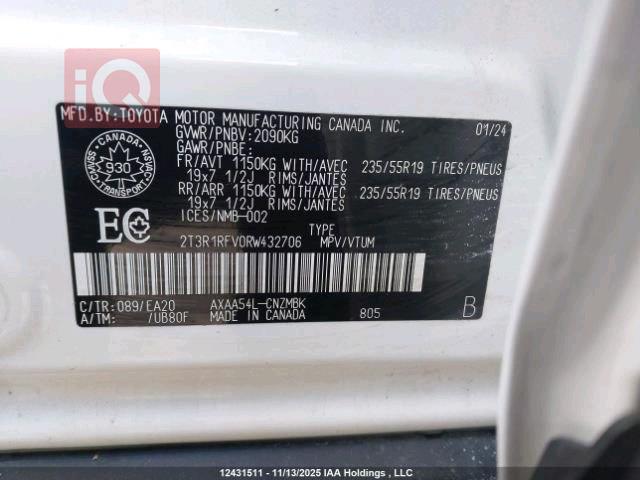 iQ
MFD.BY:TOYOTA MOTOR MANUFACTURING CANADA INC. 01/24
GVWR/PNBV:2090KG
GAWR/PNBE:
FR/AVT 1150KG WITH/AVEC 235/55R19 TIRES/PNEUS
19x7 1/2J RIMS/JANTES
RR/ARR 1150KG WITH/AVEC 235/55R19 TIRES/PNEUS
19x7 1/2J RIMS/JANTES
ICES/NMB-002
CANADA
930
TRANSPORT
EC
TYPE
2T3R1RFV0RW432706 MPV/VTUM
C/TR:089/EA20 AXAA54L-CNZMBK
A/TM: /UB80F MADE IN CANADA 805 B
12431511 - 11/13/2025 IAA Holdings , LLC